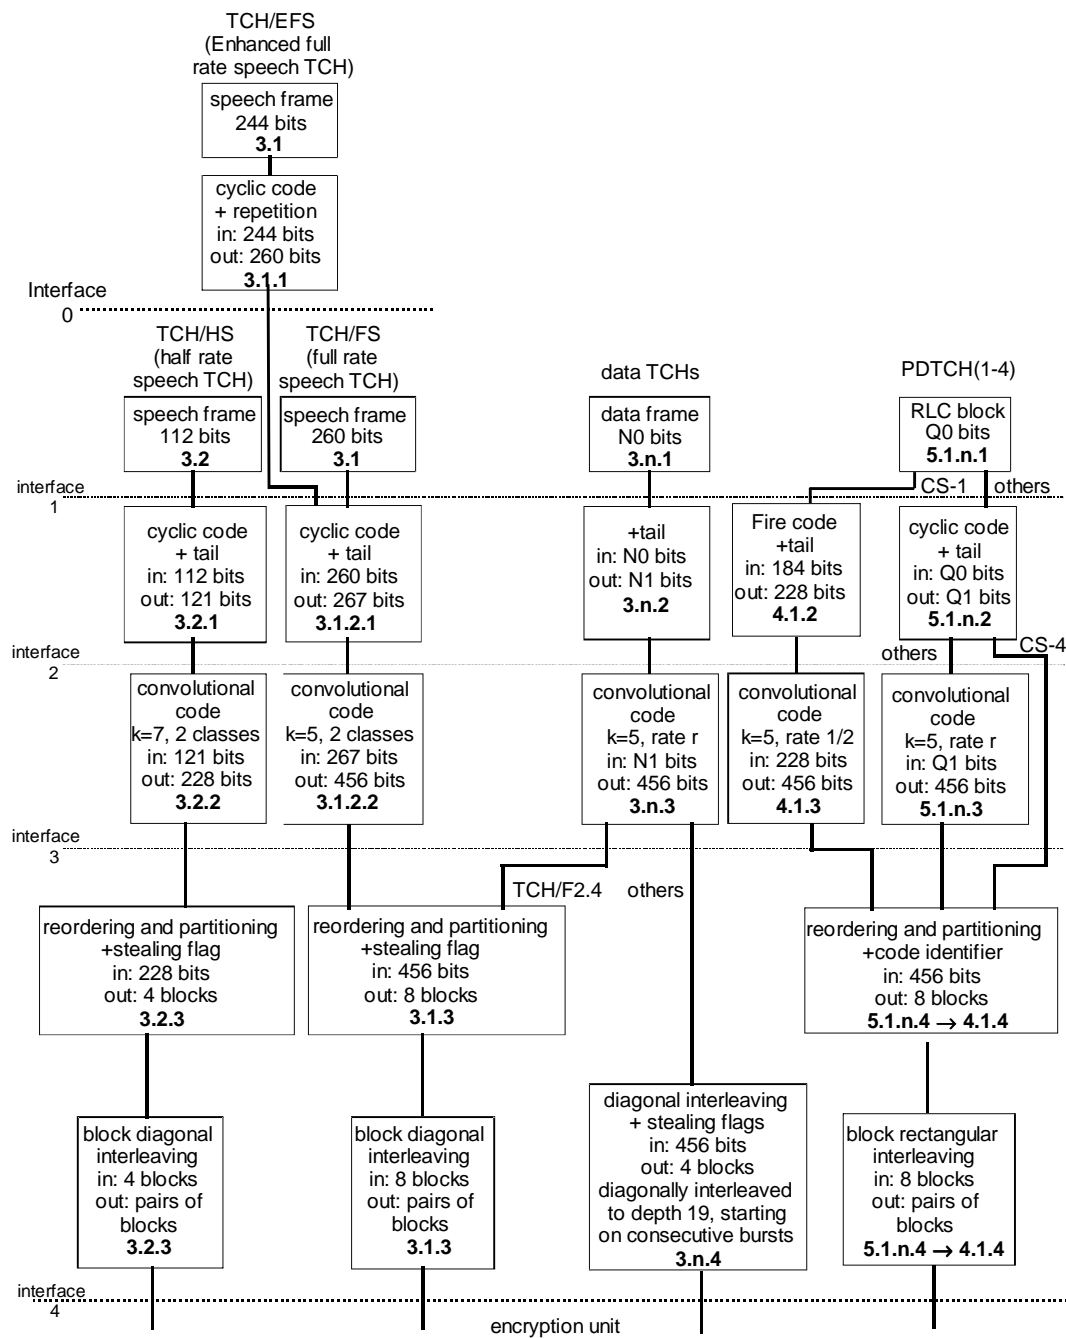 TCH/EFS
(Enhanced full
rate speech TCH)
speech frame
244 bits
3.1
cyclic code
+ repetition
in: 244 bits
out: 260 bits
3.1.1
Interface
0
TCH/HS
(half rate
speech TCH)
TCH/FS
(full rate
speech TCH)
data TCHs
PDTCH(1-4)
speech frame
112 bits
3.2
speech frame
260 bits
3.1
data frame
N0 bits
3.n.1
RLC block
Q0 bits
5.1.n.1
interface
1
CS-1
others
cyclic code
+ tail
in: 112 bits
out: 121 bits
3.2.1
cyclic code
+ tail
in: 260 bits
out: 267 bits
3.1.2.1
+tail
in: N0 bits
out: N1 bits
3.n.2
Fire code
+tail
in: 184 bits
out: 228 bits
4.1.2
cyclic code
+ tail
in: Q0 bits
out: Q1 bits
5.1.n.2
interface
2
others
CS-4
convolutional
code
k=7, 2 classes
in: 121 bits
out: 228 bits
3.2.2
convolutional
code
k=5, 2 classes
in: 267 bits
out: 456 bits
3.1.2.2
convolutional
code
k=5, rate r
in: N1 bits
out: 456 bits
3.n.3
convolutional
code
k=5, rate 1/2
in: 228 bits
out: 456 bits
4.1.3
convolutional
code
k=5, rate r
in: Q1 bits
out: 456 bits
5.1.n.3
interface
3
TCH/F2.4
others
reordering and partitioning
+stealing flag
in: 228 bits
out: 4 blocks
3.2.3
reordering and partitioning
+stealing flag
in: 456 bits
out: 8 blocks
3.1.3
reordering and partitioning
+code identifier
in: 456 bits
out: 8 blocks
5.1.n.4 → 4.1.4
block diagonal
interleaving
in: 4 blocks
out: pairs of
blocks
3.2.3
block diagonal
interleaving
in: 8 blocks
out: pairs of
blocks
3.1.3
diagonal interleaving
+ stealing flags
in: 456 bits
out: 4 blocks
diagonally interleaved
to depth 19, starting
on consecutive bursts
3.n.4
block rectangular
interleaving
in: 8 blocks
out: pairs of
blocks
5.1.n.4 → 4.1.4
interface
4
encryption unit